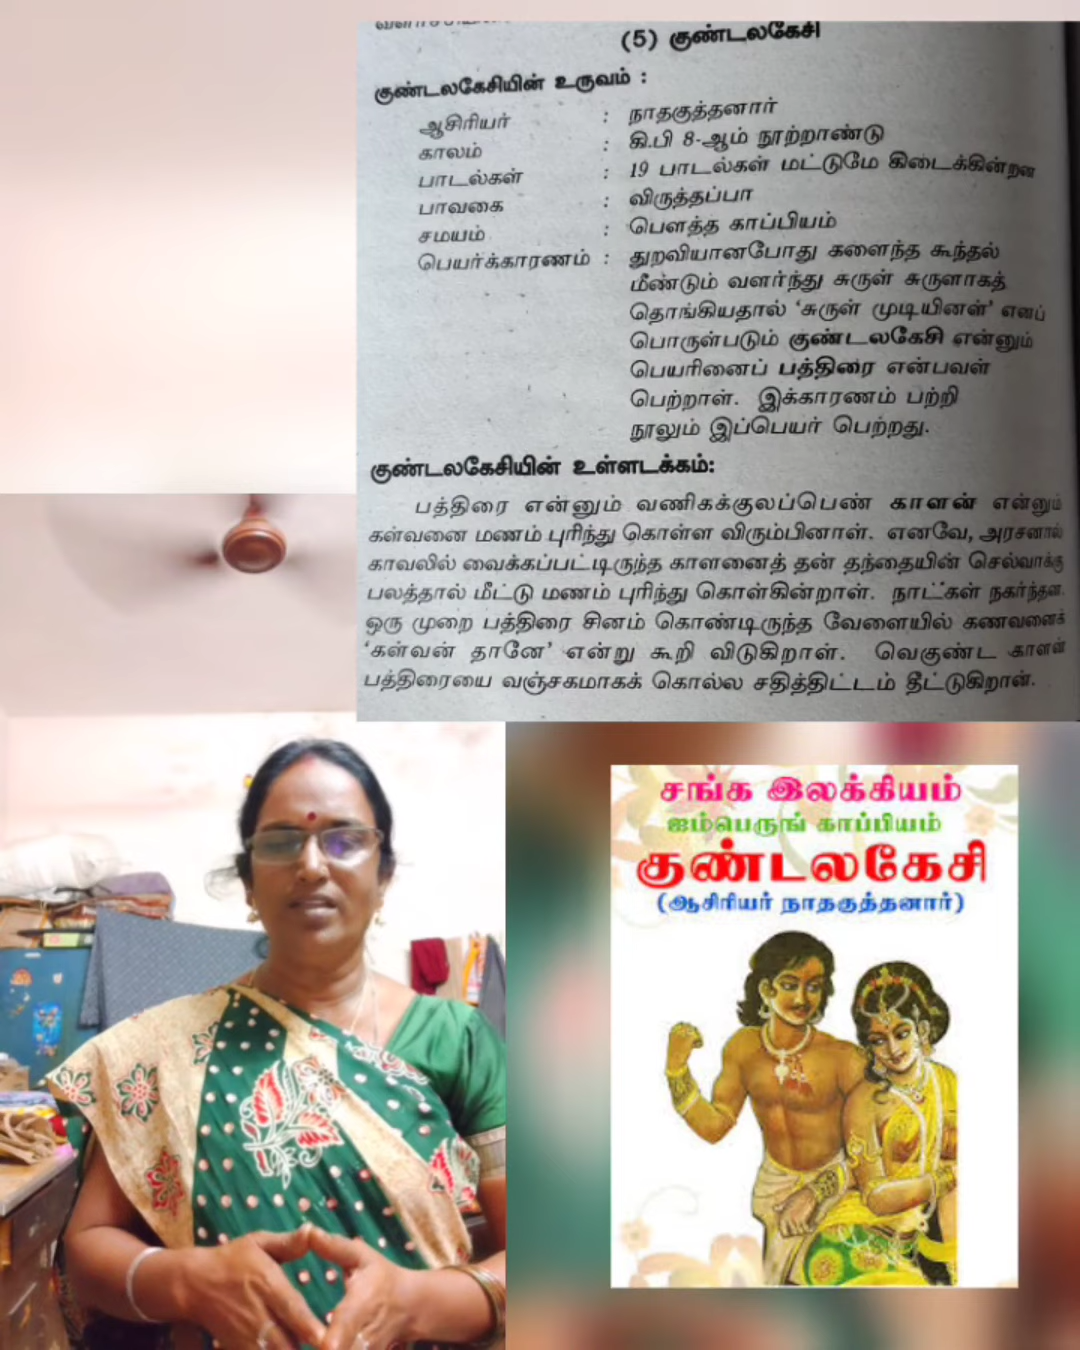 (5) குண்டலகேசி
குண்டலகேசியின் உருவம் :
ஆசிரியர் : நாதகுத்தனார்
காலம் : கி.பி 8-ஆம் நூற்றாண்டு
பாடல்கள் : 19 பாடல்கள் மட்டுமே கிடைக்கின்றன
பாவகை : விருத்தப்பா
சமயம் : பௌத்த காப்பியம்
பெயர்க்காரணம் : துறவியானபோது களைந்த கூந்தல்
மீண்டும் வளர்ந்து சுருள் சுருளாகத்
தொங்கியதால் 'சுருள் முடியினள்' எனப்
பொருள்படும் குண்டலகேசி என்னும்
பெயரினைப் பத்திரை என்பவள்
பெற்றாள். இக்காரணம் பற்றி
நூலும் இப்பெயர் பெற்றது.
குண்டலகேசியின் உள்ளடக்கம்:
பத்திரை என்னும் வணிகக்குலப்பெண் காளன் என்னும்
கள்வனை மணம் புரிந்து கொள்ள விரும்பினாள். எனவே, அரசனால்
காவலில் வைக்கப்பட்டிருந்த காளனைத் தன் தந்தையின் செல்வாக்கு
பலத்தால் மீட்டு மணம் புரிந்து கொள்கின்றாள். நாட்கள் நகர்ந்தன.
ஒரு முறை பத்திரை சினம் கொண்டிருந்த வேளையில் கணவனைக்
'கள்வன் தானே' என்று கூறி விடுகிறாள். வெகுண்ட காளன்
பத்திரையை வஞ்சகமாகக் கொல்ல சதித்திட்டம் தீட்டுகிறான்.
சங்க இலக்கியம்
ஐம்பெருங் காப்பியம்
குண்டலகேசி
(ஆசிரியர் நாதகுத்தனார்)